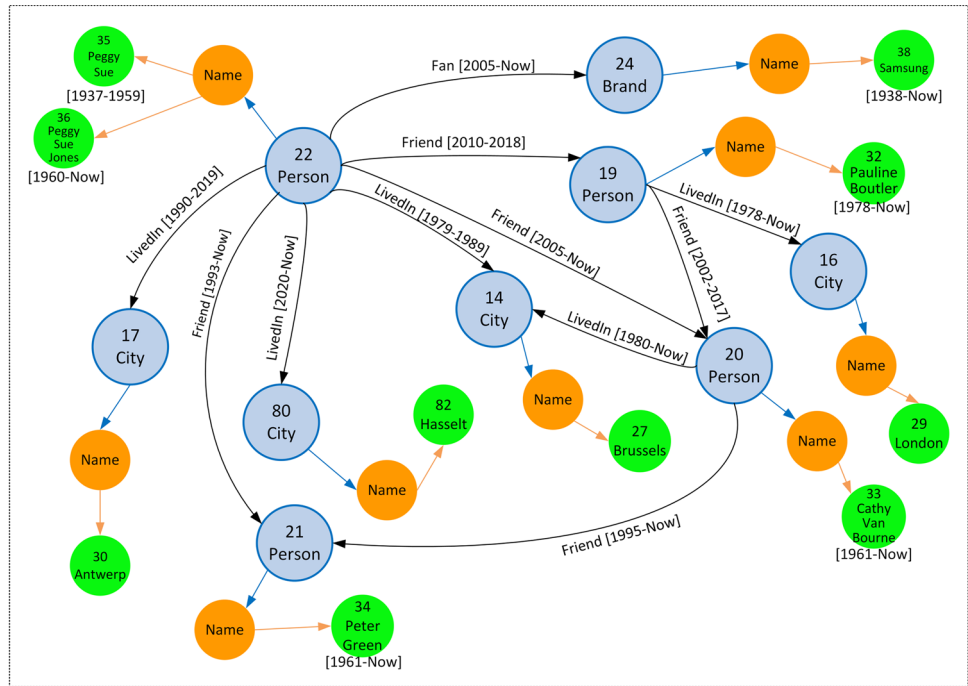 35
Peggy
Sue
[1937-1959]
Name
36
Peggy
Sue
Jones
[1960-Now]
Fan [2005-Now]
24
Brand
Name
38
Samsung
[1938-Now]
22
Person
Friend [2010-2018]
19
Person
Name
32
Pauline
Boutler
[1978-Now]
LivedIn [1990-2019]
Friend [1993-Now]
LivedIn [2020-Now]
LivedIn [1979-1989]
Friend [2005-Now]
Friend [2002-2017]
LivedIn [1978-Now]
16
City
14
City
LivedIn [1980-Now]
17
City
20
Person
Name
80
City
82
Hasselt
Name
27
Brussels
Name
29
London
Name
Name
Name
33
Cathy
Van
Bourne
[1961-Now]
21
Person
Friend [1995-Now]
30
Antwerp
Name
34
Peter
Green
[1961-Now]